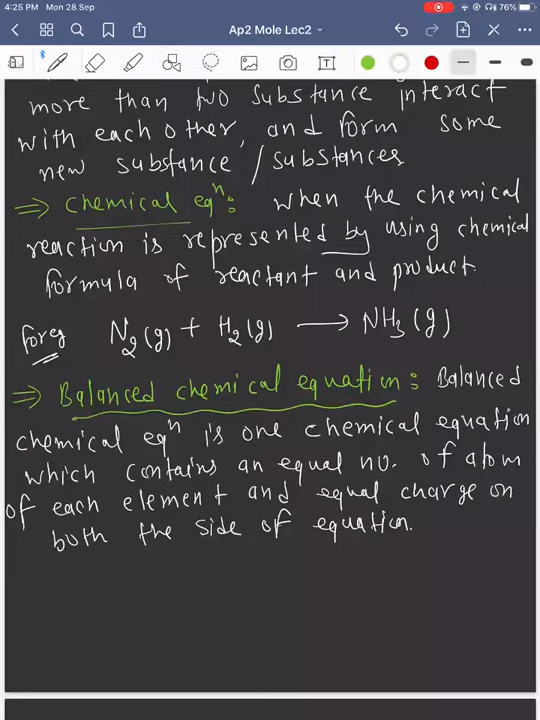 4:25 PM Mon 28 Sep 76%
Ap2 Mole Lec2
T
more than two substance interact
with each other, and form some
new substance / substances
⇒ chemical eqⁿ: when the chemical
reaction is represented by using chemical
formula of reactant and product.
for eg N₂(g) + H₂(g) ⟶ NH₃(g)
⇒ Balanced chemical equation: Balanced
chemical eqⁿ is one chemical equation
which contains an equal no. of atom
of each element and equal charge on
both the side of equation.